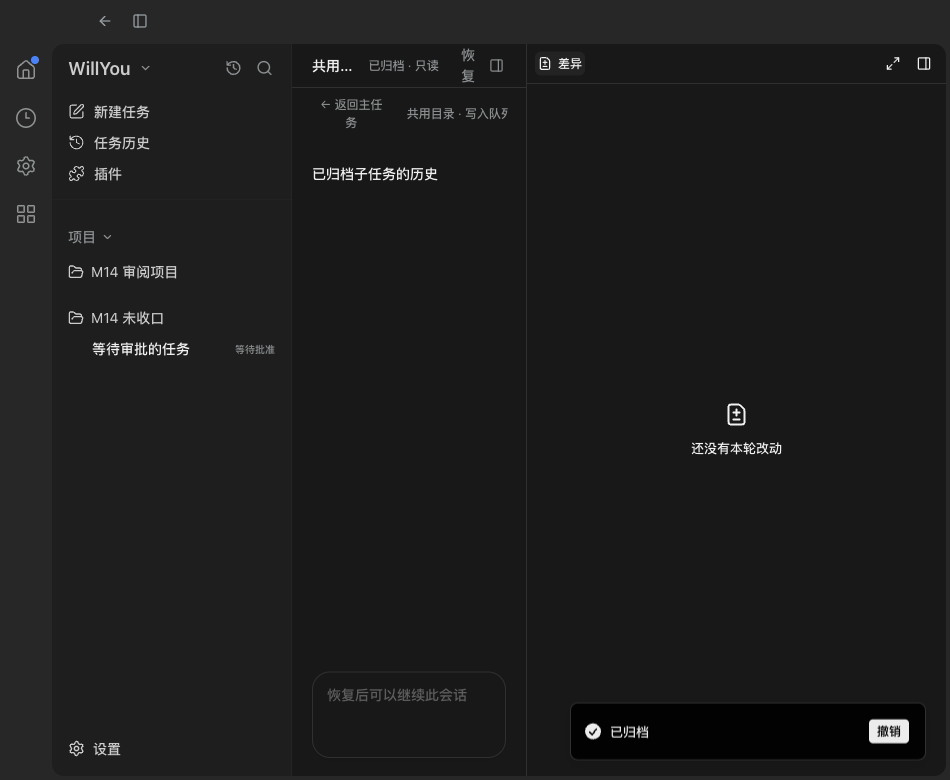 WillYou
新建任务
任务历史
插件
项目
M14 审阅项目
M14 未收口
等待审批的任务 等待批准
设置
共用... 已归档 · 只读 恢
复
← 返回主任
务
共用目录 · 写入队列
已归档子任务的历史
恢复后可以继续此会话
差异
还没有本轮改动
已归档 撤销